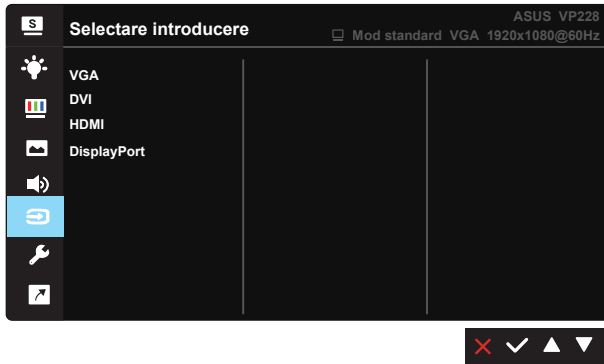 S
Selectare introducere
ASUS VP228
Mod standard VGA 1920x1080@60Hz
VGA
DVI
HDMI
DisplayPort